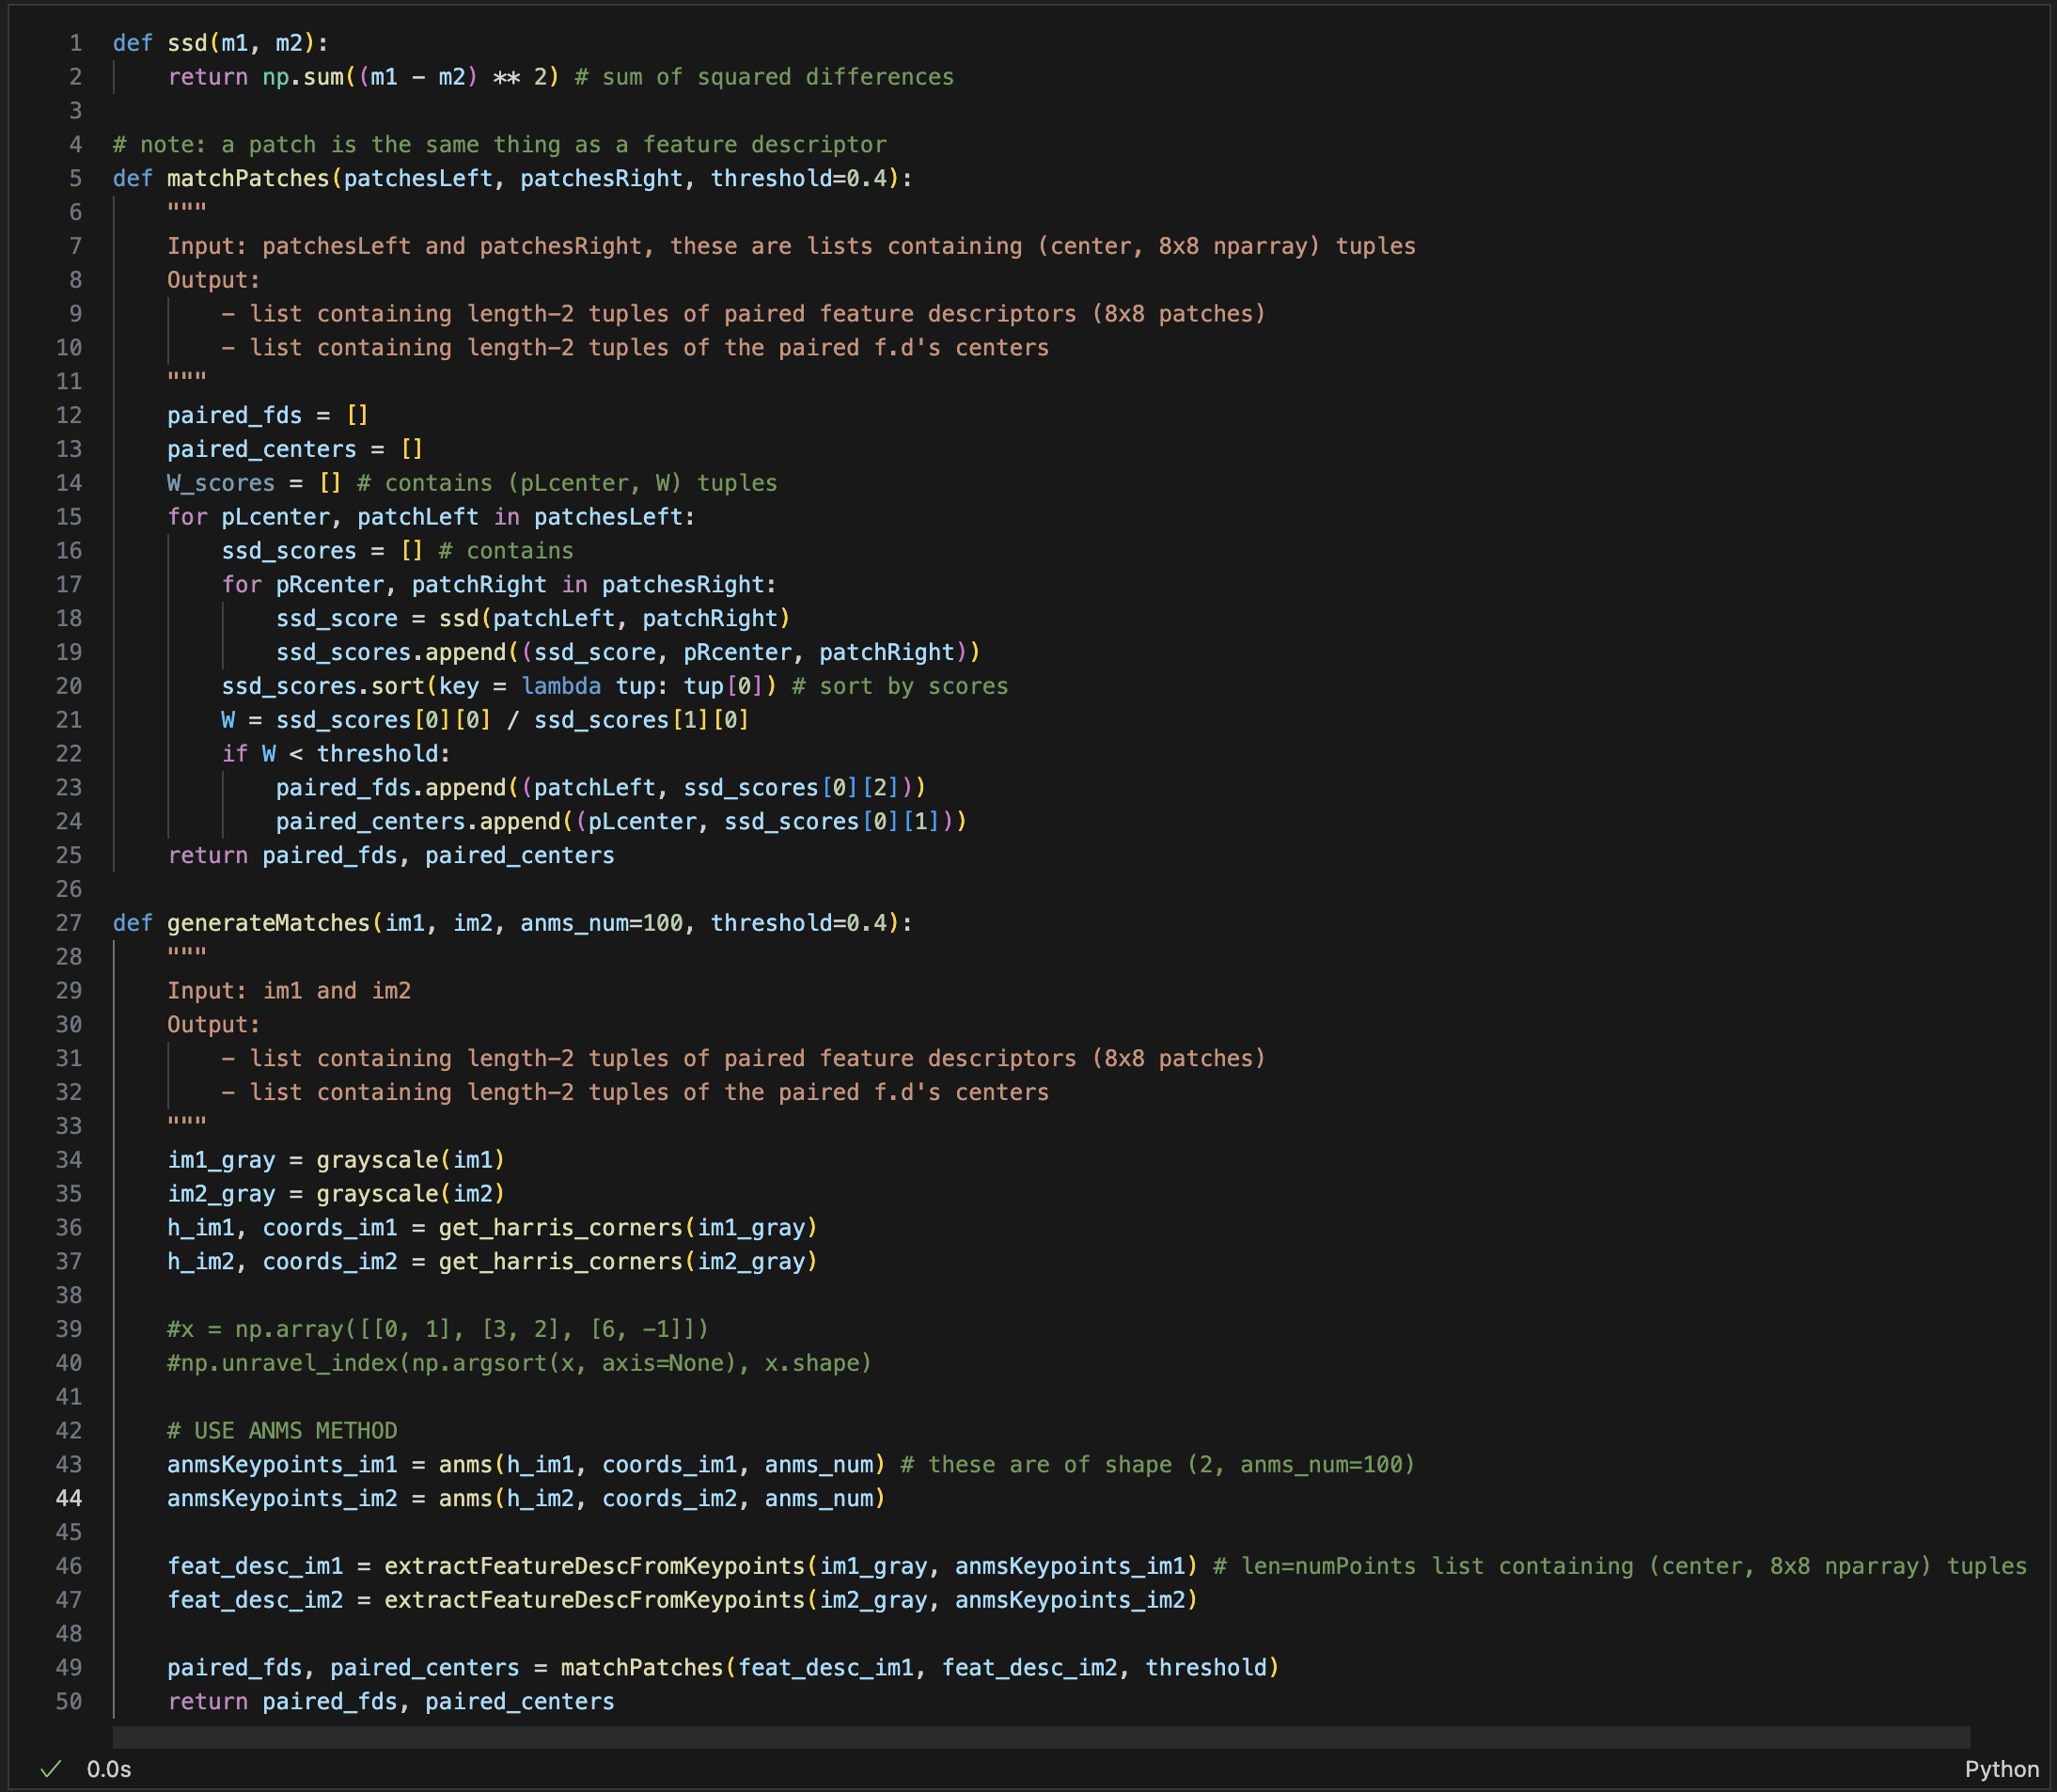 1 def ssd(m1, m2):
2     return np.sum((m1 - m2) ** 2) # sum of squared differences
3
4 # note: a patch is the same thing as a feature descriptor
5 def matchPatches(patchesLeft, patchesRight, threshold=0.4):
6     """
7     Input: patchesLeft and patchesRight, these are lists containing (center, 8x8 nparray) tuples
8     Output:
9         - list containing length-2 tuples of paired feature descriptors (8x8 patches)
10         - list containing length-2 tuples of the paired f.d's centers
11     """
12     paired_fds = []
13     paired_centers = []
14     W_scores = [] # contains (pLcenter, W) tuples
15     for pLcenter, patchLeft in patchesLeft:
16         ssd_scores = [] # contains
17         for pRcenter, patchRight in patchesRight:
18             ssd_score = ssd(patchLeft, patchRight)
19             ssd_scores.append((ssd_score, pRcenter, patchRight))
20         ssd_scores.sort(key = lambda tup: tup[0]) # sort by scores
21         W = ssd_scores[0][0] / ssd_scores[1][0]
22         if W < threshold:
23             paired_fds.append((patchLeft, ssd_scores[0][2]))
24             paired_centers.append((pLcenter, ssd_scores[0][1]))
25     return paired_fds, paired_centers
26
27 def generateMatches(im1, im2, anms_num=100, threshold=0.4):
28     """
29     Input: im1 and im2
30     Output:
31         - list containing length-2 tuples of paired feature descriptors (8x8 patches)
32         - list containing length-2 tuples of the paired f.d's centers
33     """
34     im1_gray = grayscale(im1)
35     im2_gray = grayscale(im2)
36     h_im1, coords_im1 = get_harris_corners(im1_gray)
37     h_im2, coords_im2 = get_harris_corners(im2_gray)
38
39     #x = np.array([[0, 1], [3, 2], [6, -1]])
40     #np.unravel_index(np.argsort(x, axis=None), x.shape)
41
42     # USE ANMS METHOD
43     anmsKeypoints_im1 = anms(h_im1, coords_im1, anms_num) # these are of shape (2, anms_num=100)
44     anmsKeypoints_im2 = anms(h_im2, coords_im2, anms_num)
45
46     feat_desc_im1 = extractFeatureDescFromKeypoints(im1_gray, anmsKeypoints_im1) # len=numPoints list containing (center, 8x8 nparray) tuples
47     feat_desc_im2 = extractFeatureDescFromKeypoints(im2_gray, anmsKeypoints_im2)
48
49     paired_fds, paired_centers = matchPatches(feat_desc_im1, feat_desc_im2, threshold)
50     return paired_fds, paired_centers
✓ 0.0s Python